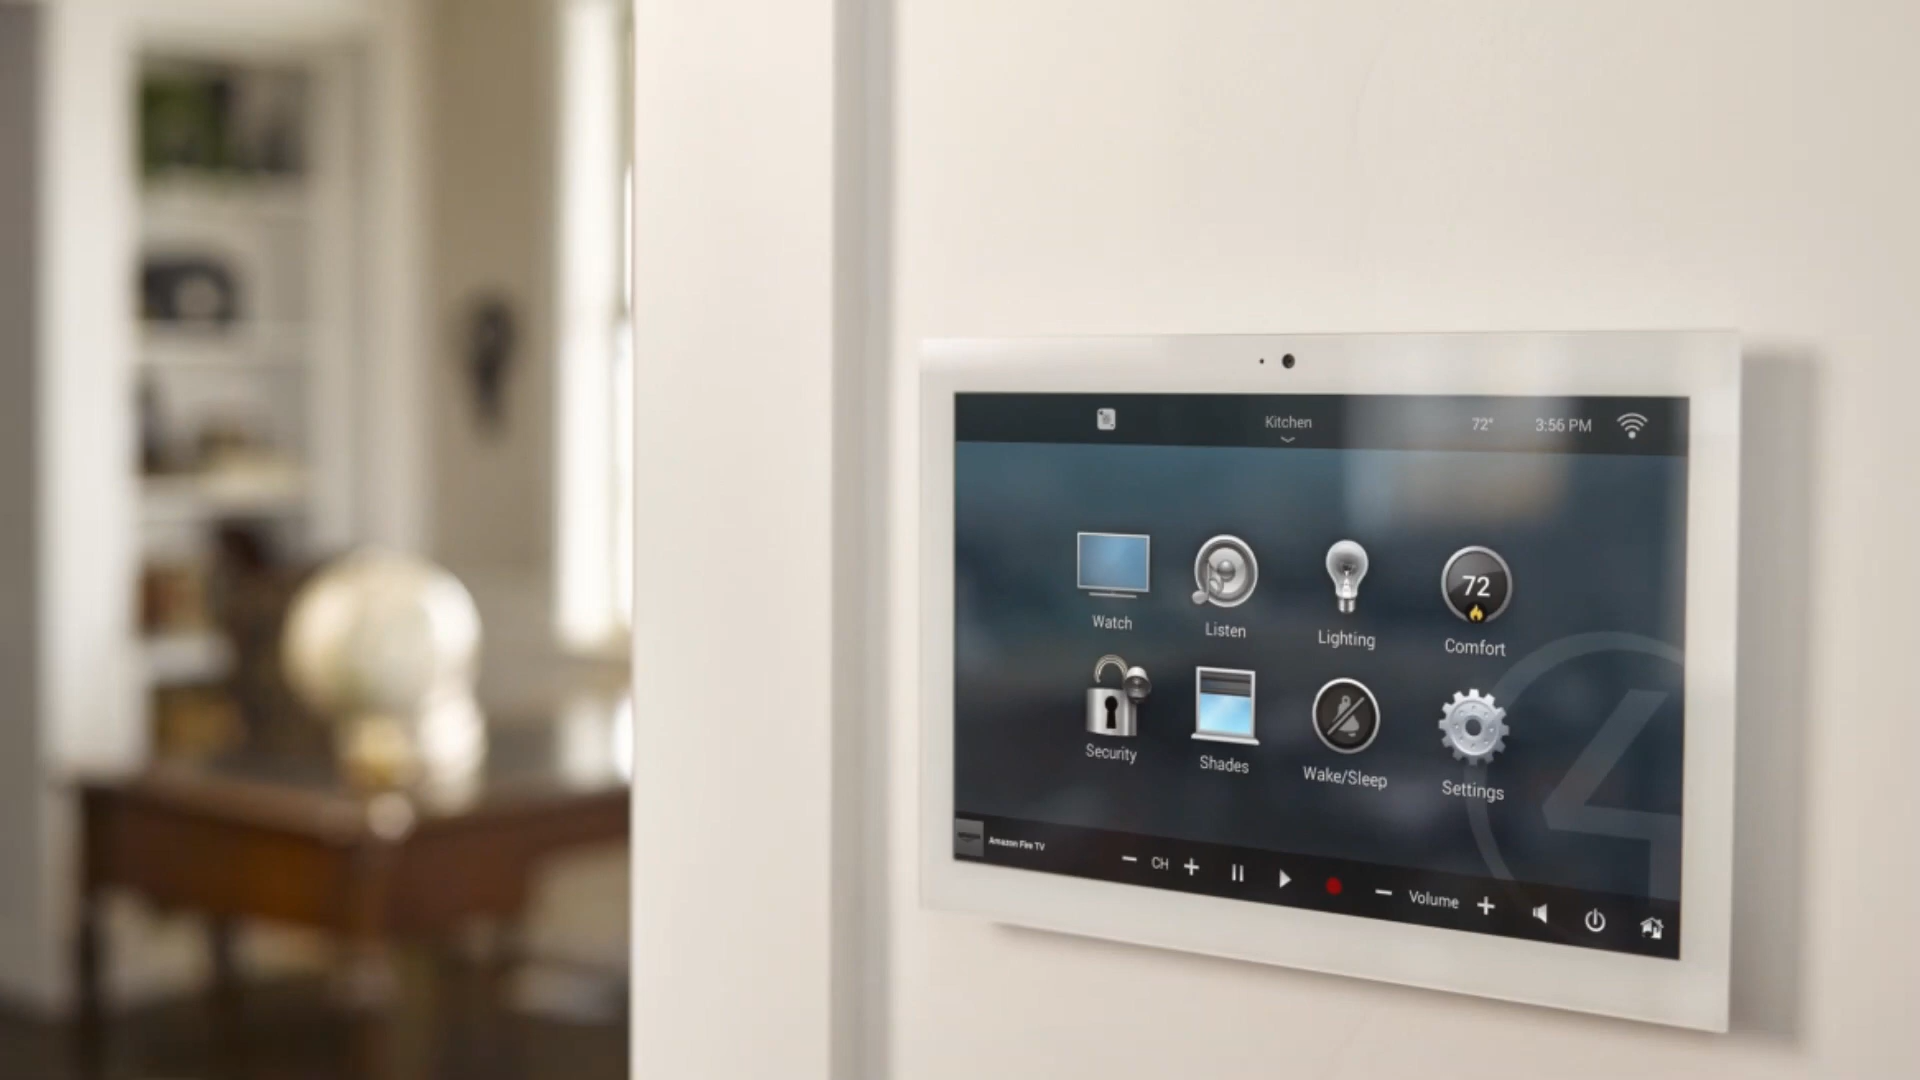 Kitchen
72° 3:56 PM
Watch
Listen
Lighting
72
Comfort
Security
Shades
Wake/Sleep
Settings
4
Amazon Fire TV
CH
Volume